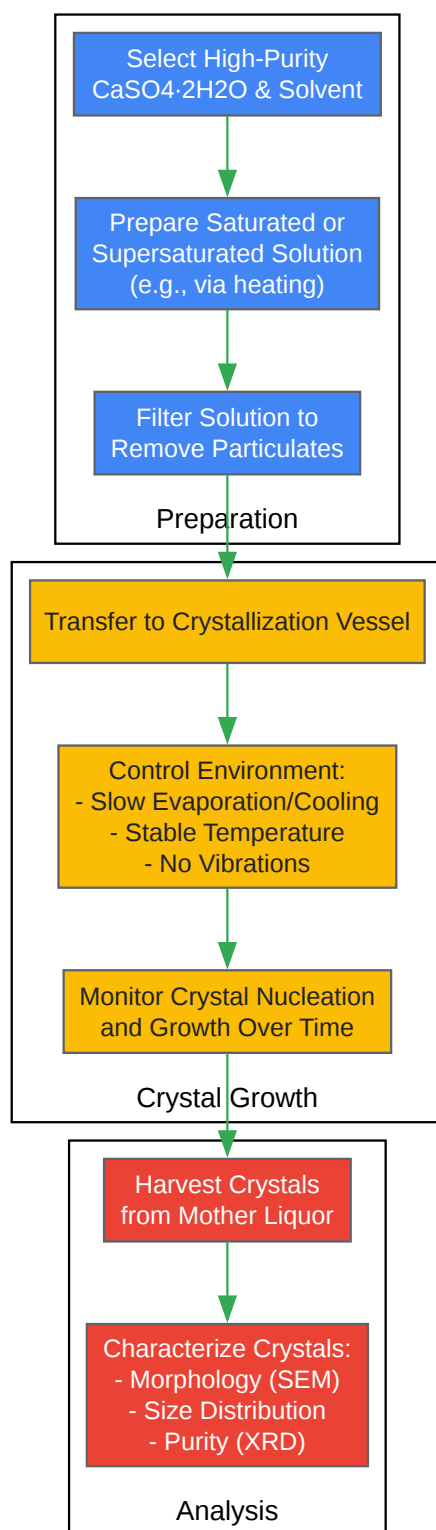 Select High-Purity
CaSO4·2H2O & Solvent
Prepare Saturated or
Supersaturated Solution
(e.g., via heating)
Filter Solution to
Remove Particulates
Preparation
Transfer to Crystallization Vessel
Control Environment:
- Slow Evaporation/Cooling
- Stable Temperature
- No Vibrations
Monitor Crystal Nucleation
and Growth Over Time
Crystal Growth
Harvest Crystals
from Mother Liquor
Characterize Crystals:
- Morphology (SEM)
- Size Distribution
- Purity (XRD)
Analysis